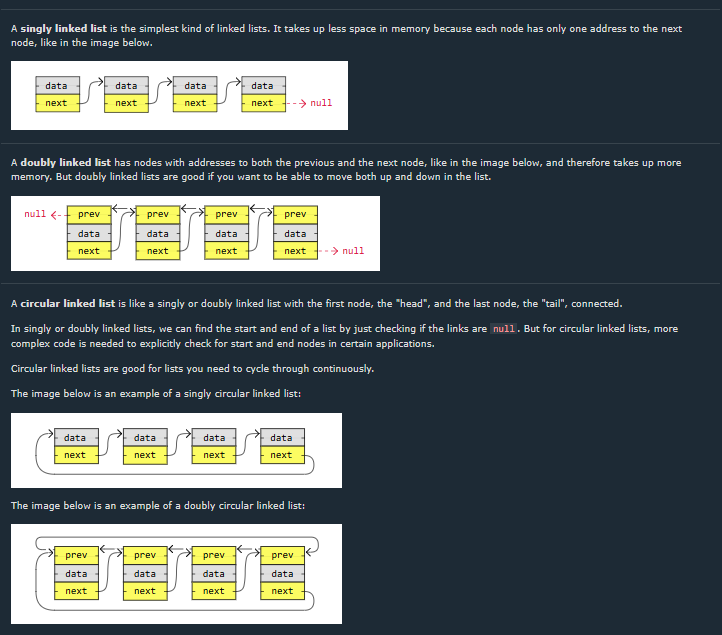 A singly linked list is the simplest kind of linked lists. It takes up less space in memory because each node has only one address to the next
node, like in the image below.
data data data data
next next next next null
A doubly linked list has nodes with addresses to both the previous and the next node, like in the image below, and therefore takes up more
memory. But doubly linked lists are good if you want to be able to move both up and down in the list.
null prev prev prev prev
data data data data
next next next next null
A circular linked list is like a singly or doubly linked list with the first node, the "head", and the last node, the "tail", connected.
In singly or doubly linked lists, we can find the start and end of a list by just checking if the links are null. But for circular linked lists, more
complex code is needed to explicitly check for start and end nodes in certain applications.
Circular linked lists are good for lists you need to cycle through continuously.
The image below is an example of a singly circular linked list:
data data data data
next next next next
The image below is an example of a doubly circular linked list:
prev prev prev prev
data data data data
next next next next